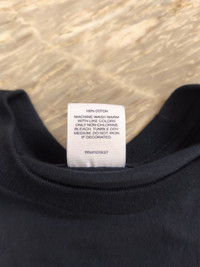 100% COTTON
MACHINE WASH WARM
WITH LIKE COLORS
ONLY NON-CHLORINE
BLEACH. TUMBLE DRY
MEDIUM. DO NOT IRON
IF DECORATED.